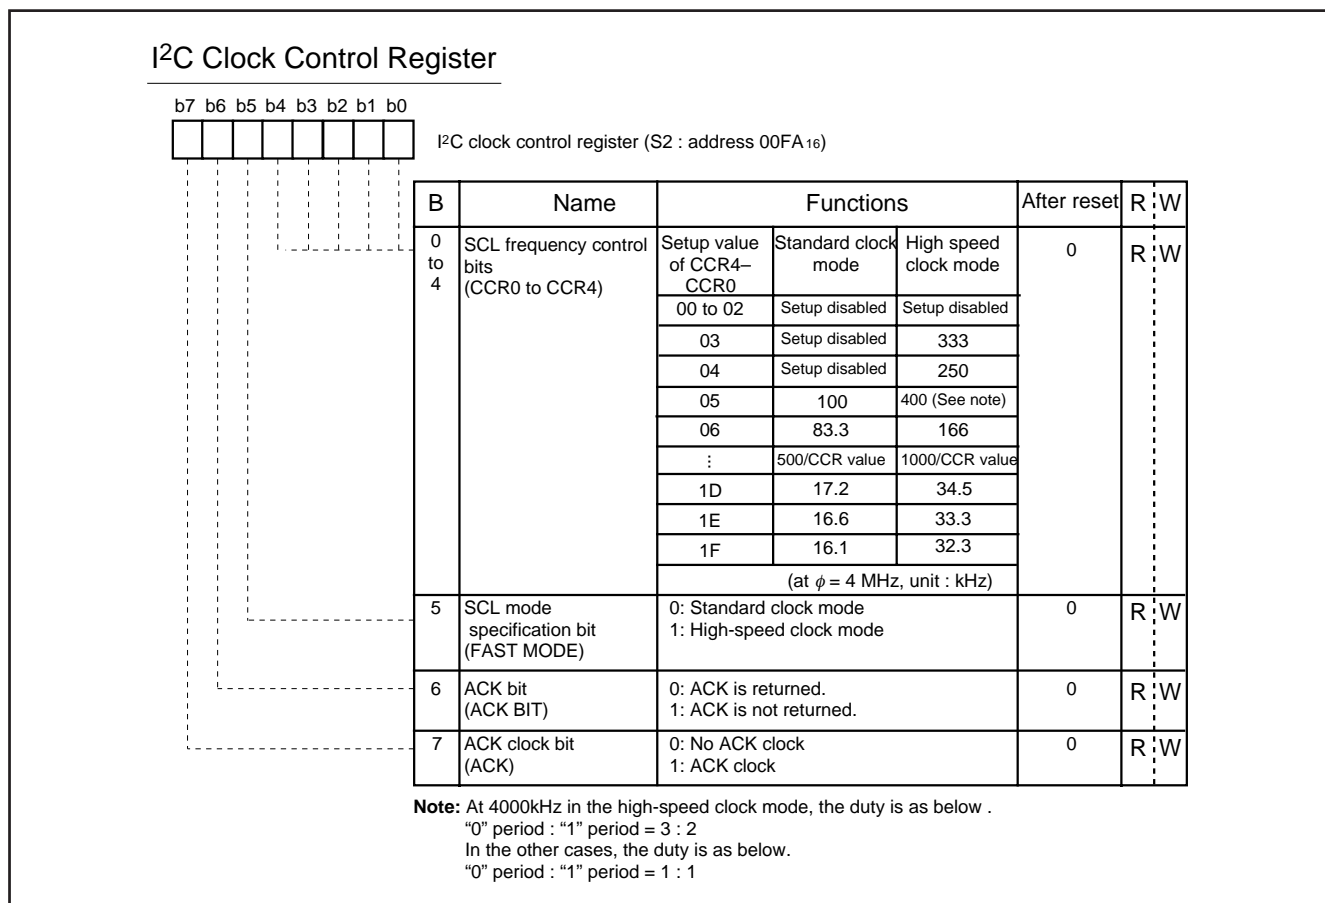 I2C Clock Control Register
b7 b6 b5 b4 b3 b2 b1 b0
I2C clock control register (S2 : address 00FA16)
B Name Functions After reset R W
0 to 4
SCL frequency control
bits
(CCR0 to CCR4)
Setup value
of CCR4–
CCR0
Standard clock
mode
High speed
clock mode
0 R W
00 to 02 Setup disabled Setup disabled
03 Setup disabled 333
04 Setup disabled 250
05 100 400 (See note)
06 83.3 166
⋮ 500/CCR value 1000/CCR value
1D 17.2 34.5
1E 16.6 33.3
1F 16.1 32.3
(at ϕ = 4 MHz, unit : kHz)
5 SCL mode
specification bit
(FAST MODE)
0: Standard clock mode
1: High-speed clock mode
0 R W
6 ACK bit
(ACK BIT)
0: ACK is returned.
1: ACK is not returned.
0 R W
7 ACK clock bit
(ACK)
0: No ACK clock
1: ACK clock
0 R W
Note: At 4000kHz in the high-speed clock mode, the duty is as below .
“0” period : “1” period = 3 : 2
In the other cases, the duty is as below.
“0” period : “1” period = 1 : 1